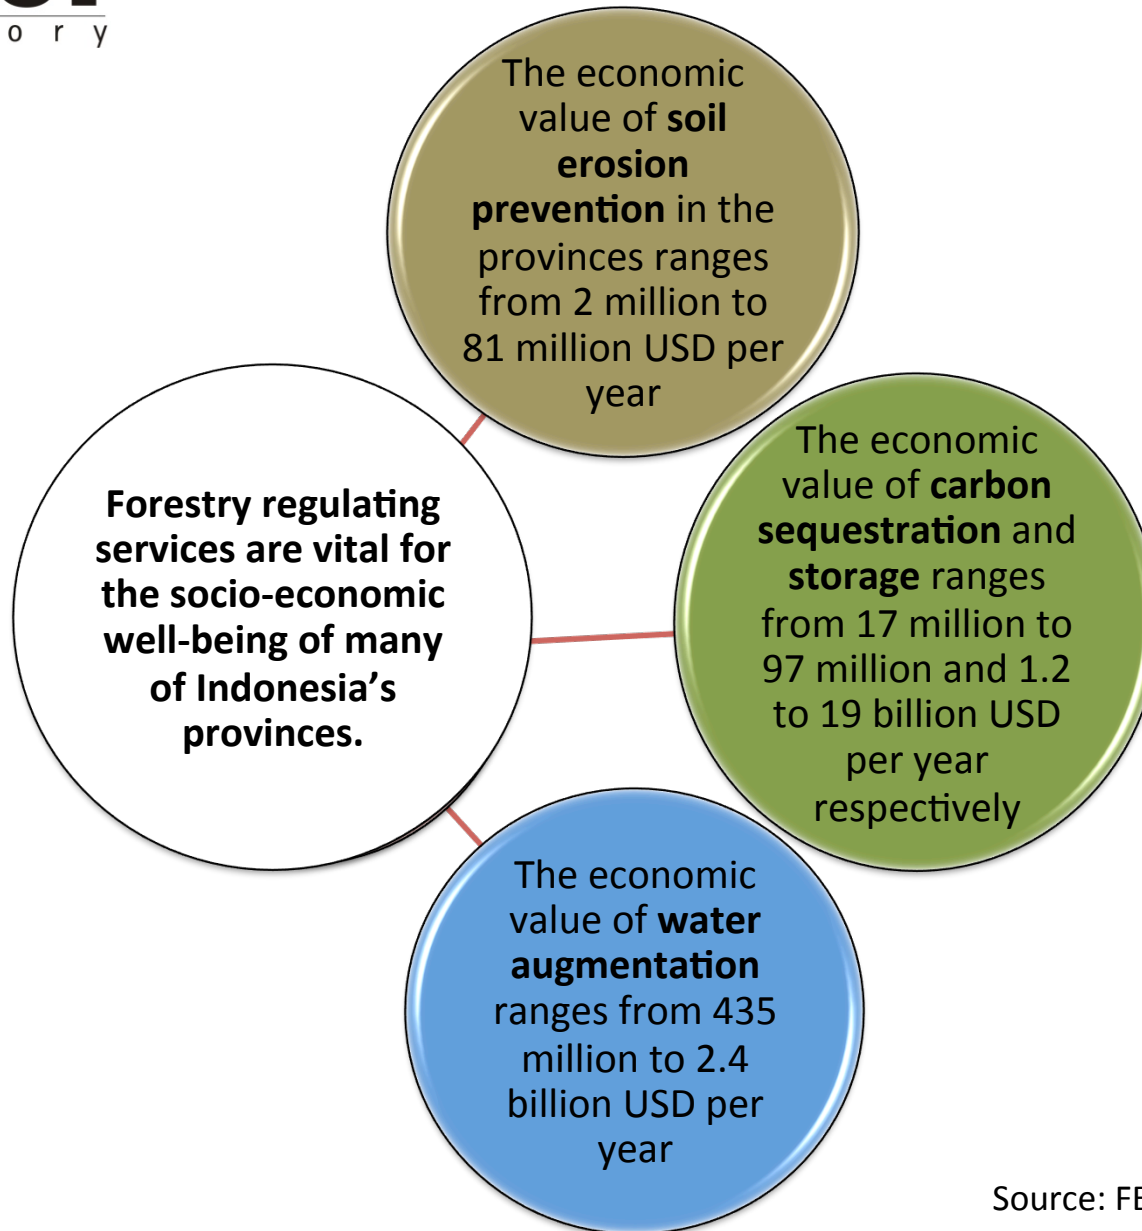 o r y
The economic
value of soil
erosion
prevention in the
provinces ranges
from 2 million to
81 million USD per
year
Forestry regulating
services are vital for
the socio-economic
well-being of many
of Indonesia’s
provinces.
The economic
value of carbon
sequestration and
storage ranges
from 17 million to
97 million and 1.2
to 19 billion USD
per year
respectively
The economic
value of water
augmentation
ranges from 435
million to 2.4
billion USD per
year
Source: